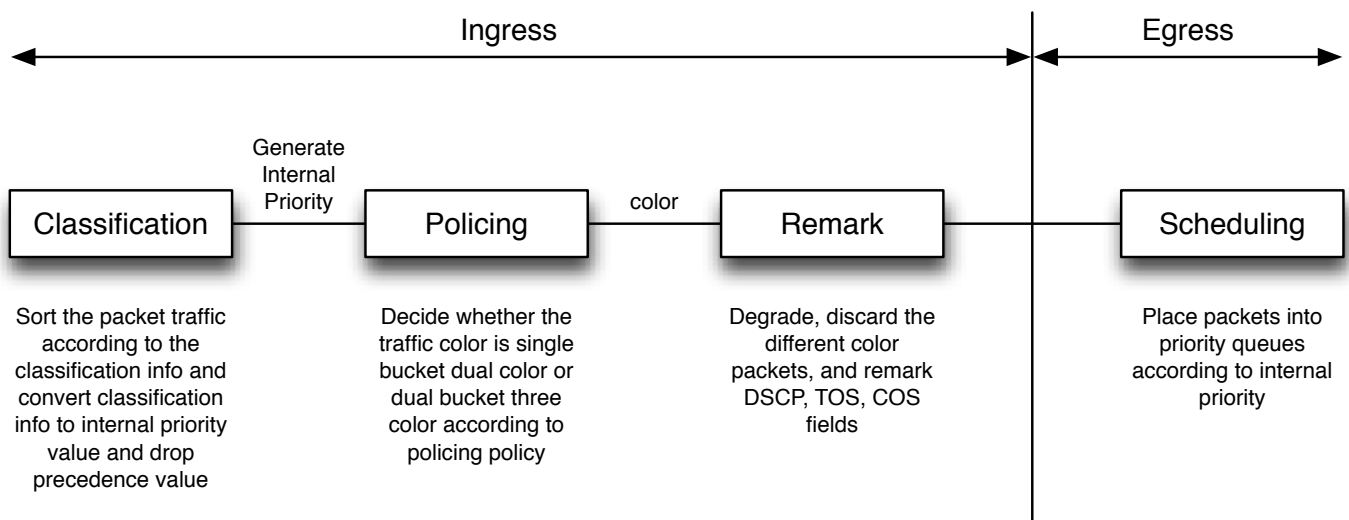 Ingress
Egress
Generate
Internal
Priority
color
Classification
Policing
Remark
Scheduling
Sort the packet traffic
according to the
classification info and
convert classification
info to internal priority
value and drop
precedence value
Decide whether the
traffic color is single
bucket dual color or
dual bucket three
color according to
policing policy
Degrade, discard the
different color
packets, and remark
DSCP, TOS, COS
fields
Place packets into
priority queues
according to internal
priority